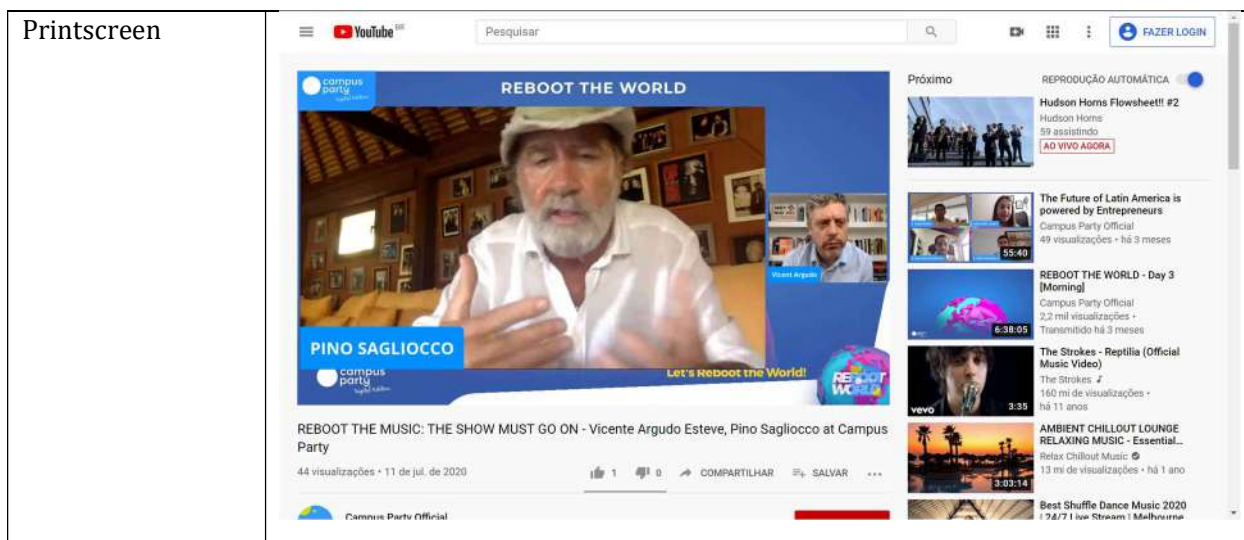 Printscreen
YouTube BR
Pesquisar
FAZER LOGIN
campus
party
REBOOT THE WORLD
Vicent Argudo
PINO SAGLIOCCO
campus
party
Let's Reboot the World!
REBOOT
WORLD
REBOOT THE MUSIC: THE SHOW MUST GO ON - Vicente Argudo Esteve, Pino Sagliocco at Campus
Party
44 visualizações • 11 de jul. de 2020
1
0
COMPARTILHAR
SALVAR
Campus Party Official
Próximo
REPRODUÇÃO AUTOMÁTICA
Hudson Horns Flowsheet!! #2
Hudson Horns
59 assistindo
AO VIVO AGORA
The Future of Latin America is
powered by Entrepreneurs
Campus Party Official
49 visualizações • há 3 meses
55:40
REBOOT THE WORLD - Day 3
[Morning]
Campus Party Official
2,2 mil visualizações •
Transmitido há 3 meses
6:38:05
The Strokes - Reptilia (Official
Music Video)
The Strokes
160 mi de visualizações •
há 11 anos
vevo
3:35
AMBIENT CHILLOUT LOUNGE
RELAXING MUSIC - Essential...
Relax Chillout Music
13 mi de visualizações • há 1 ano
3:03:14
Best Shuffle Dance Music 2020
| 24/7 Live Stream | Melbourne